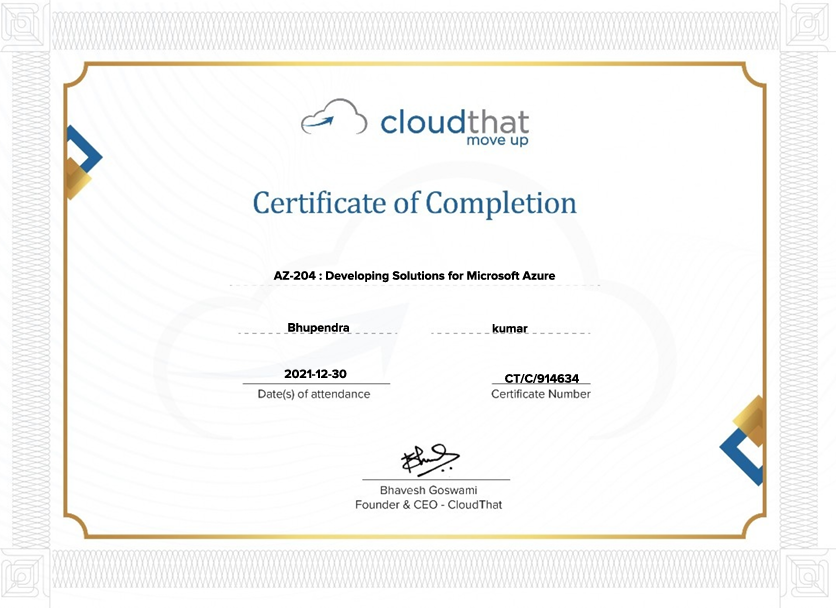 cloudthat
move up
Certificate of Completion
AZ-204 : Developing Solutions for Microsoft Azure
Bhupendra kumar
2021-12-30 CT/C/914634
Date(s) of attendance Certificate Number
Bhavesh Goswami
Founder & CEO - CloudThat